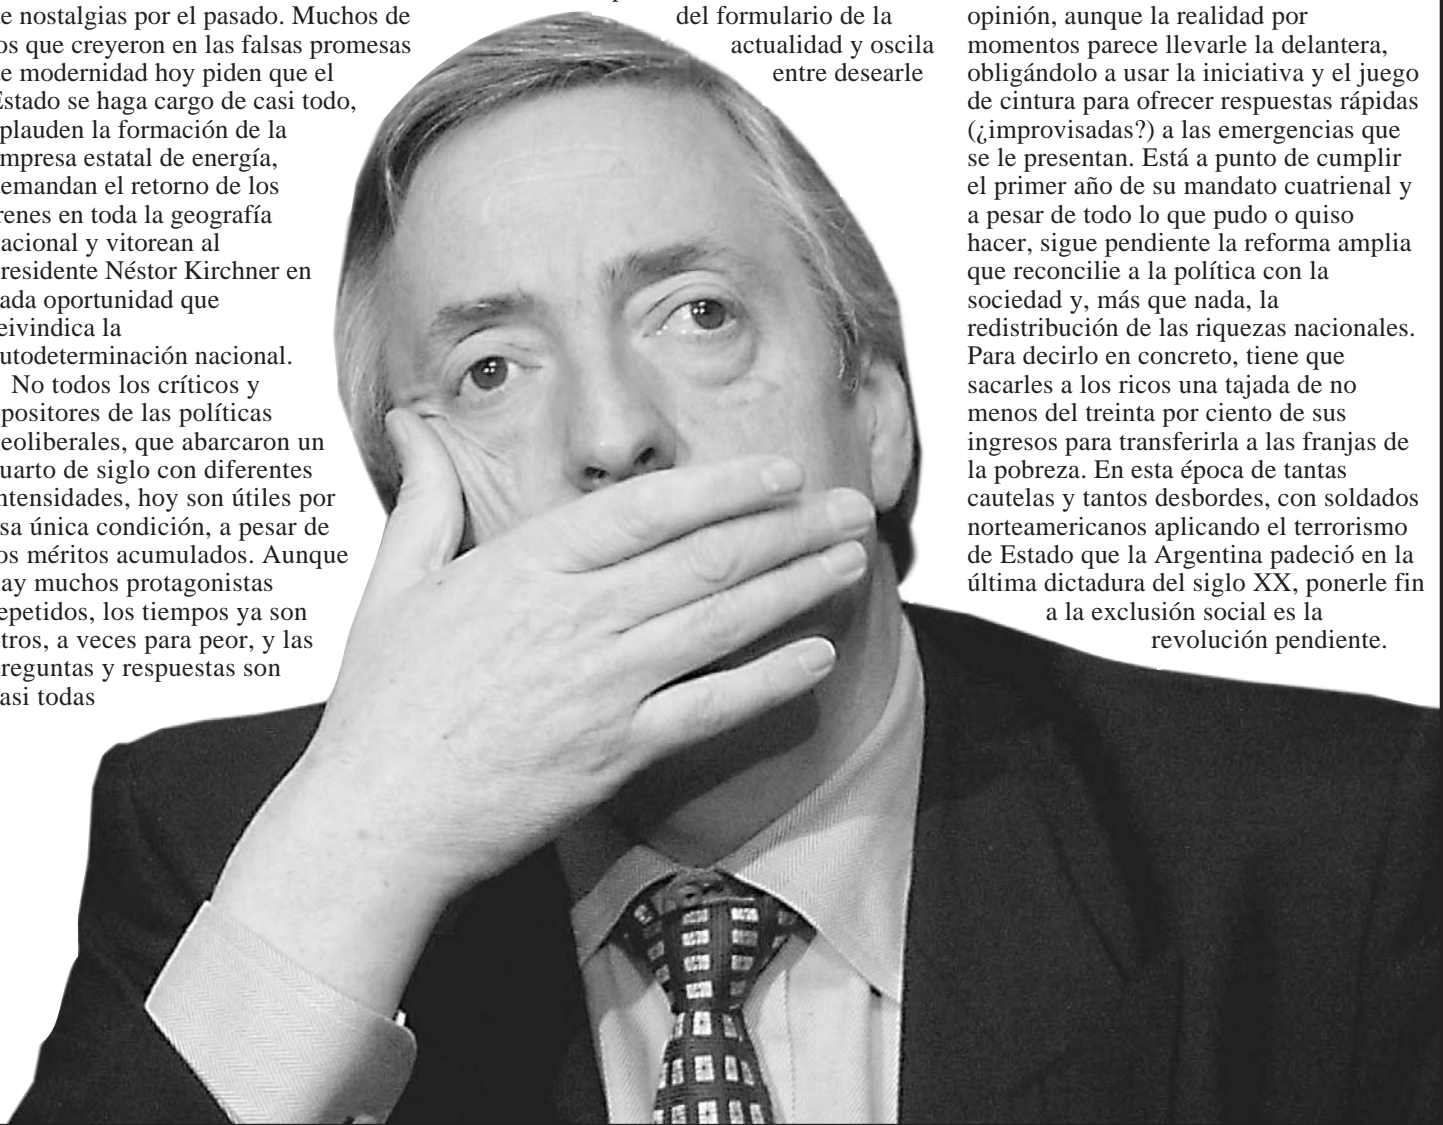 de nostalgias por el pasado. Muchos de
os que creyeron en las falsas promesas
de modernidad hoy piden que el
Estado se haga cargo de casi todo,
plauden la formación de la
mpresa estatal de energía,
emandan el retorno de los
renes en toda la geografía
acional y vitorean al
residente Néstor Kirchner en
ada oportunidad que
eivindica la
utodeterminación nacional.
No todos los críticos y
positores de las políticas
eoliberales, que abarcaron un
uarto de siglo con diferentes
ntensidades, hoy son útiles por
sa única condición, a pesar de
os méritos acumulados. Aunque
ay muchos protagonistas
epetidos, los tiempos ya son
tros, a veces para peor, y las
reguntas y respuestas son
asi todas
del formulario de la
actualidad y oscila
entre desearle
opinión, aunque la realidad por
momentos parece llevarle la delantera,
obligándolo a usar la iniciativa y el juego
de cintura para ofrecer respuestas rápidas
(¿improvisadas?) a las emergencias que
se le presentan. Está a punto de cumplir
el primer año de su mandato cuatrienal y
a pesar de todo lo que pudo o quiso
hacer, sigue pendiente la reforma amplia
que reconcilie a la política con la
sociedad y, más que nada, la
redistribución de las riquezas nacionales.
Para decirlo en concreto, tiene que
sacarles a los ricos una tajada de no
menos del treinta por ciento de sus
ingresos para transferirla a las franjas de
la pobreza. En esta época de tantas
cautelas y tantos desbordes, con soldados
norteamericanos aplicando el terrorismo
de Estado que la Argentina padeció en la
última dictadura del siglo XX, ponerle fin
a la exclusión social es la
revolución pendiente.